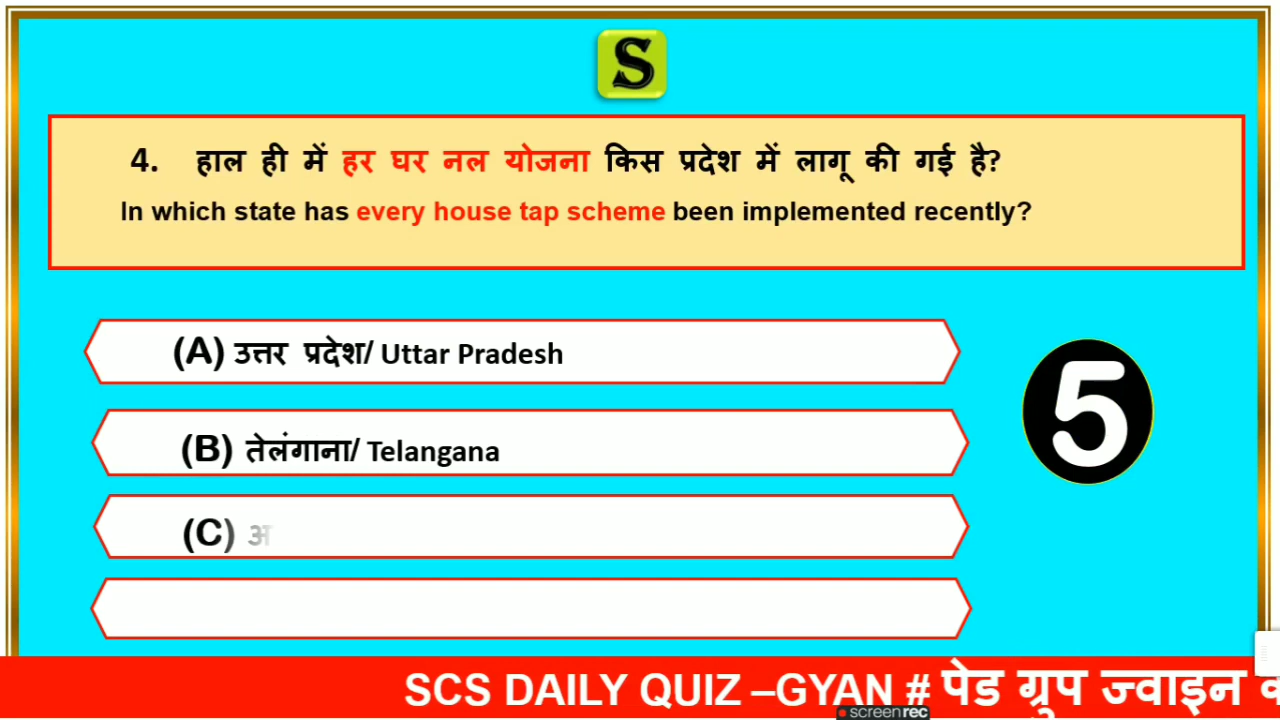 S
4. हाल ही में हर घर नल योजना किस प्रदेश में लागू की गई है?
In which state has every house tap scheme been implemented recently?
(A) उत्तर प्रदेश/ Uttar Pradesh
5
(B) तेलंगाना/ Telangana
(C) अ
SCS DAILY QUIZ –GYAN # पेड ग्रुप ज्वाइन
screenrec